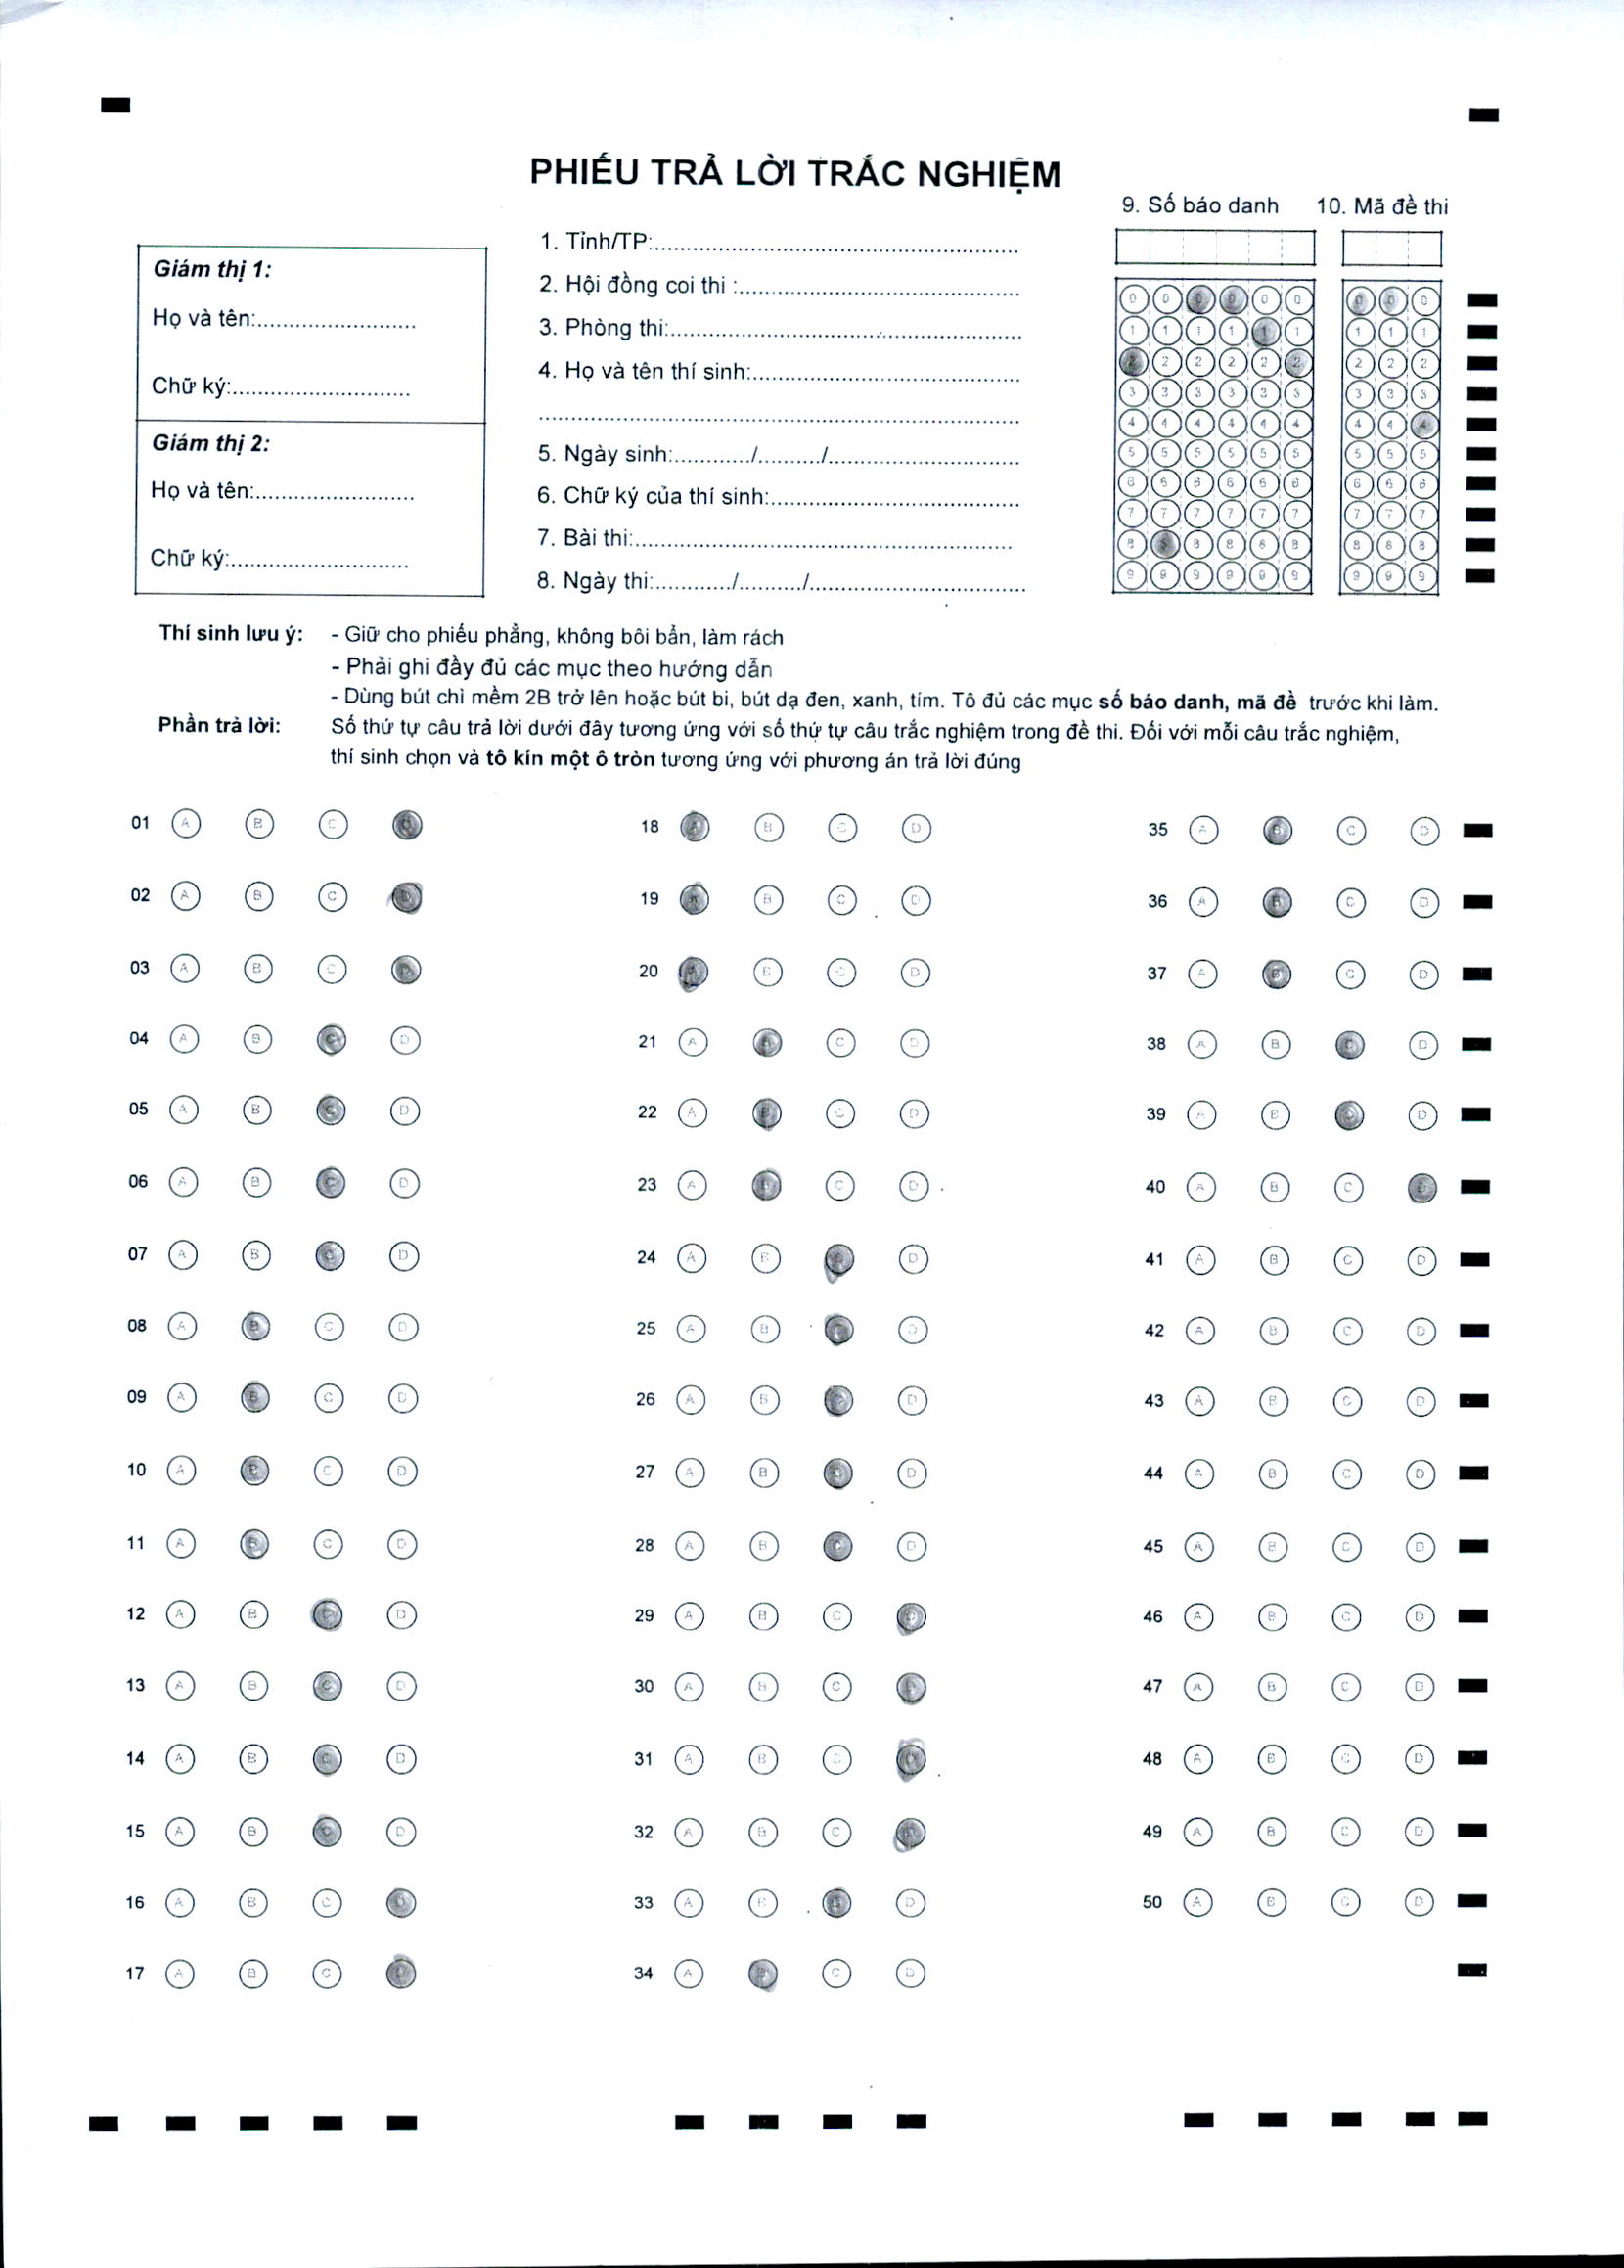 PHIẾU TRẢ LỜI TRẮC NGHIỆM
9. Số báo danh 10. Mã đề thi
Giám thị 1:
Họ và tên:.........................
Chữ ký:............................
Giám thị 2:
Họ và tên:.........................
Chữ ký:............................
1. Tỉnh/TP:.........................................................
2. Hội đồng coi thi :............................................
3. Phòng thi:.......................................................
4. Họ và tên thí sinh:..........................................
...........................................................................
5. Ngày sinh:............/........../..............................
6. Chữ ký của thí sinh:.......................................
7. Bài thi:...........................................................
8. Ngày thi:............/........../..................................
0 0 0 0 0 0 0 0 0
1 1 1 1 1 1 1 1 1
2 2 2 2 2 2 2 2 2
3 3 3 3 3 3 3 3 3
4 4 4 4 4 4 4 4 4
5 5 5 5 5 5 5 5 5
6 6 6 6 6 6 6 6 6
7 7 7 7 7 7 7 7 7
8 8 8 8 8 8 8 8 8
9 9 9 9 9 9 9 9 9
Thí sinh lưu ý: - Giữ cho phiếu phẳng, không bôi bẩn, làm rách
- Phải ghi đầy đủ các mục theo hướng dẫn
- Dùng bút chì mềm 2B trở lên hoặc bút bi, bút dạ đen, xanh, tím. Tô đủ các mục số báo danh, mã đề trước khi làm.
Phần trả lời: Số thứ tự câu trả lời dưới đây tương ứng với số thứ tự câu trắc nghiệm trong đề thi. Đối với mỗi câu trắc nghiệm,
thí sinh chọn và tô kín một ô tròn tương ứng với phương án trả lời đúng
01 A B C
02 A B C D
03 A B C D
04 A B C D
05 A B C D
06 A B C D
07 A B C D
08 A B C D
09 A B C D
10 A B C D
11 A B C D
12 A B C D
13 A B C D
14 A B C D
15 A B C D
16 A B C D
17 A B C D
18 A B C D
19 A B C D
20 A B C D
21 A B C D
22 A B C D
23 A B C D
24 A B C D
25 A B C D
26 A B C D
27 A B C D
28 A B C D
29 A B C D
30 A B C D
31 A B C D
32 A B C D
33 A B C D
34 A B C D
35 A B C D
36 A B C D
37 A B C D
38 A B C D
39 A B C D
40 A B C D
41 A B C D
42 A B C D
43 A B C D
44 A B C D
45 A B C D
46 A B C D
47 A B C D
48 A B C D
49 A B C D
50 A B C D